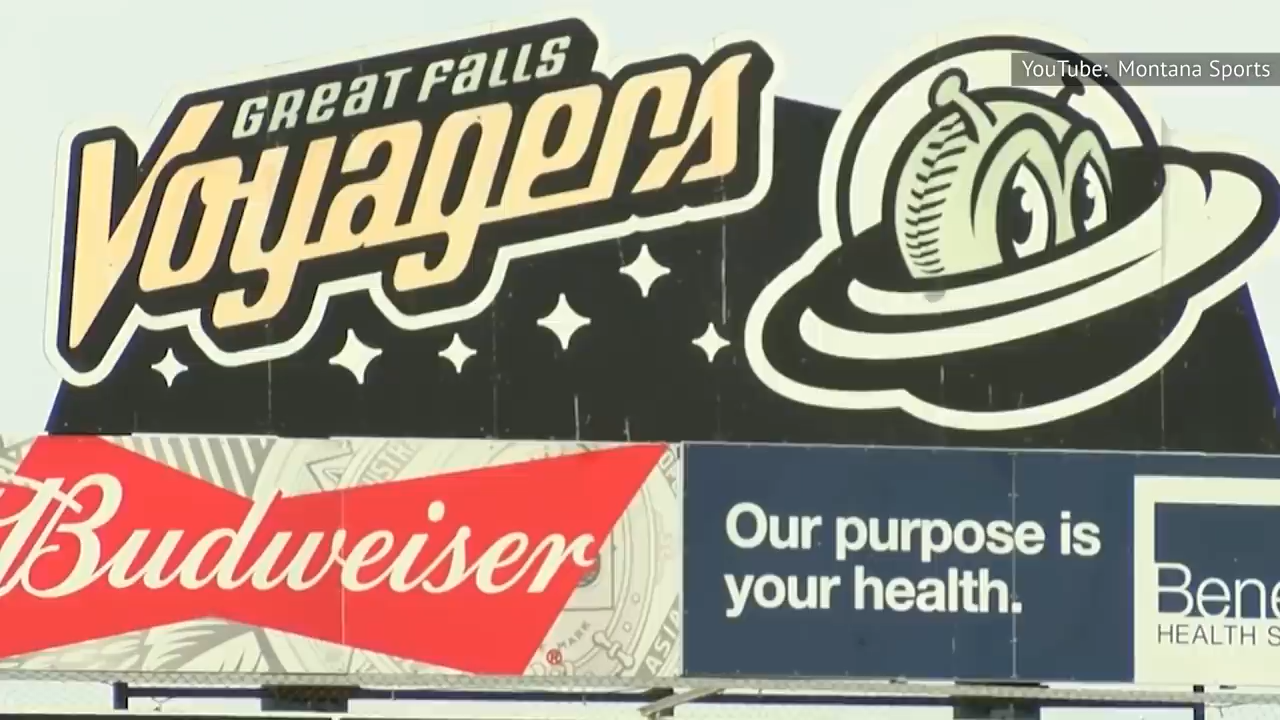 YouTube: Montana Sports
GREAT FALLS
Voyagers
Budweiser
Our purpose is
your health.
Bene
HEALTH S